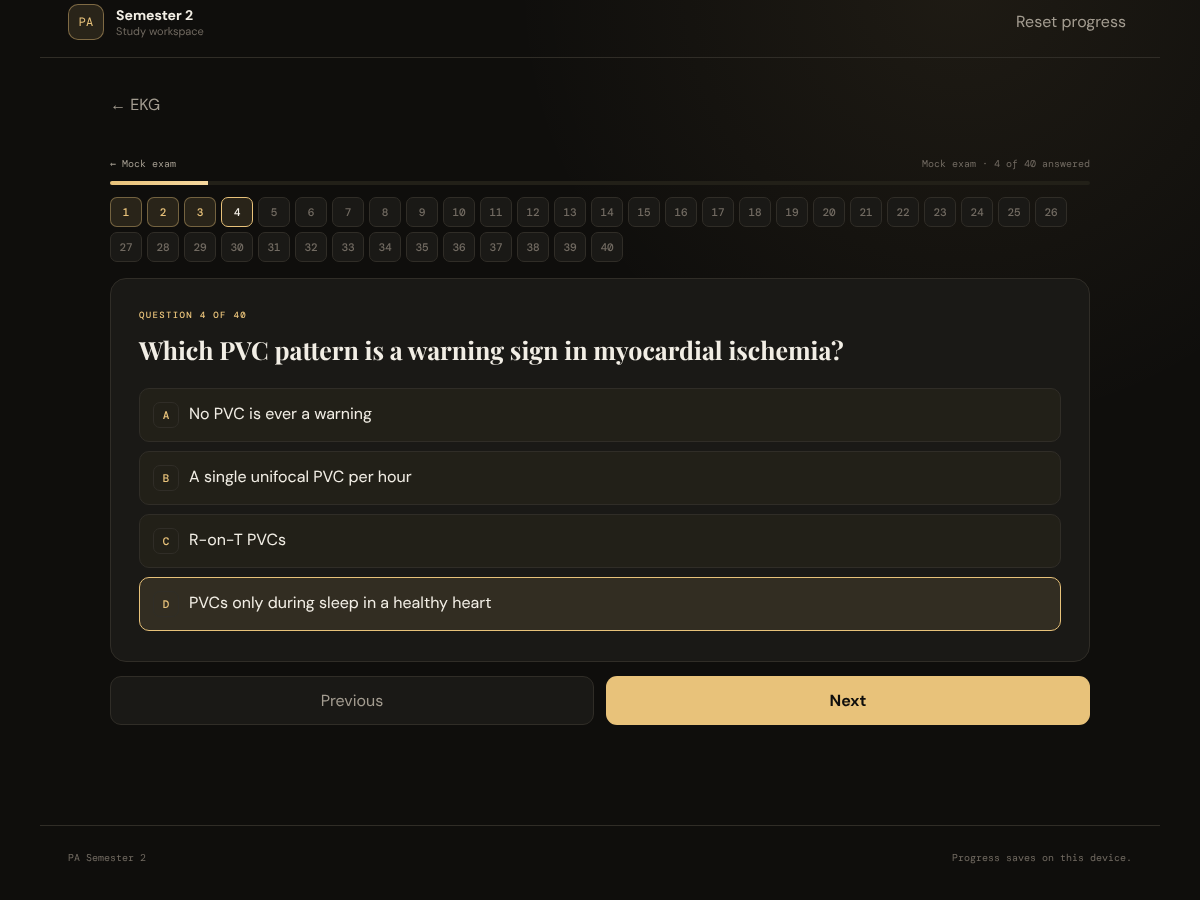 PA
Semester 2
Study workspace
Reset progress
← EKG
← Mock exam
Mock exam · 4 of 40 answered
1 2 3 4 5 6 7 8 9 10 11 12 13 14 15 16 17 18 19 20 21 22 23 24 25 26
27 28 29 30 31 32 33 34 35 36 37 38 39 40
QUESTION 4 OF 40
Which PVC pattern is a warning sign in myocardial ischemia?
A No PVC is ever a warning
B A single unifocal PVC per hour
C R-on-T PVCs
D PVCs only during sleep in a healthy heart
Previous
Next
PA Semester 2
Progress saves on this device.